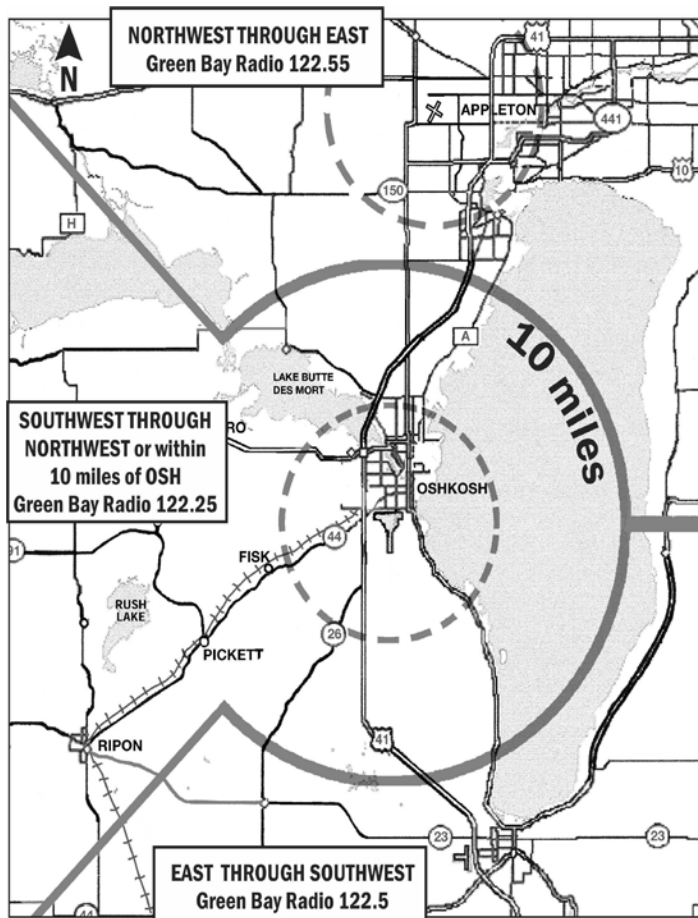 NORTHWEST THROUGH EAST
Green Bay Radio 122.55
N
41
APPLETON
441
10
150
H
A
10 miles
LAKE BUTTE
DES MORT
SOUTHWEST THROUGH
NORTHWEST or within
10 miles of OSH
Green Bay Radio 122.25
RO
OSHKOSH
44
91
FISK
RUSH
LAKE
26
PICKETT
41
RIPON
23
23
EAST THROUGH SOUTHWEST
Green Bay Radio 122.5
44